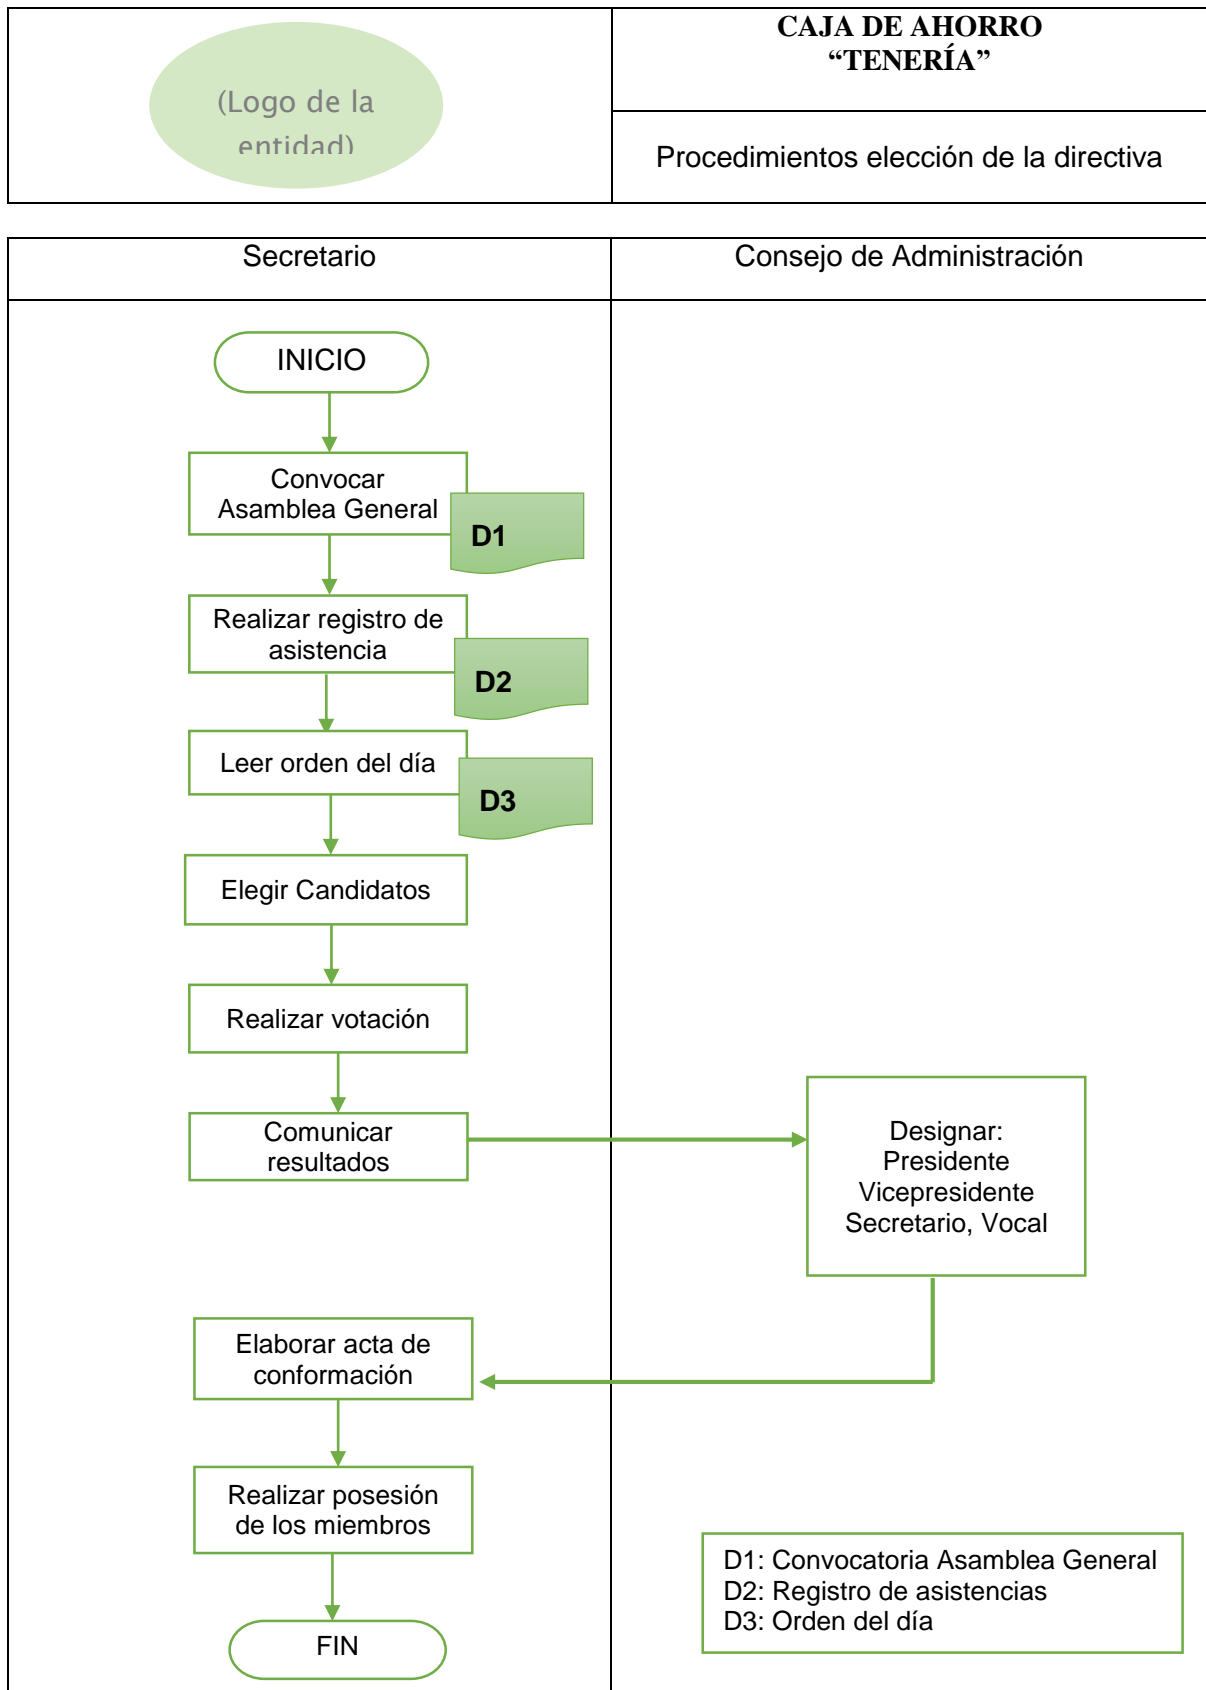 (Logo de la
entidad)
CAJA DE AHORRO
“TENERÍA”
Procedimientos elección de la directiva
Secretario
Consejo de Administración
INICIO
Convocar
Asamblea General
D1
Realizar registro de
asistencia
D2
Leer orden del día
D3
Elegir Candidatos
Realizar votación
Comunicar
resultados
Designar:
Presidente
Vicepresidente
Secretario, Vocal
Elaborar acta de
conformación
Realizar posesión
de los miembros
FIN
D1: Convocatoria Asamblea General
D2: Registro de asistencias
D3: Orden del día